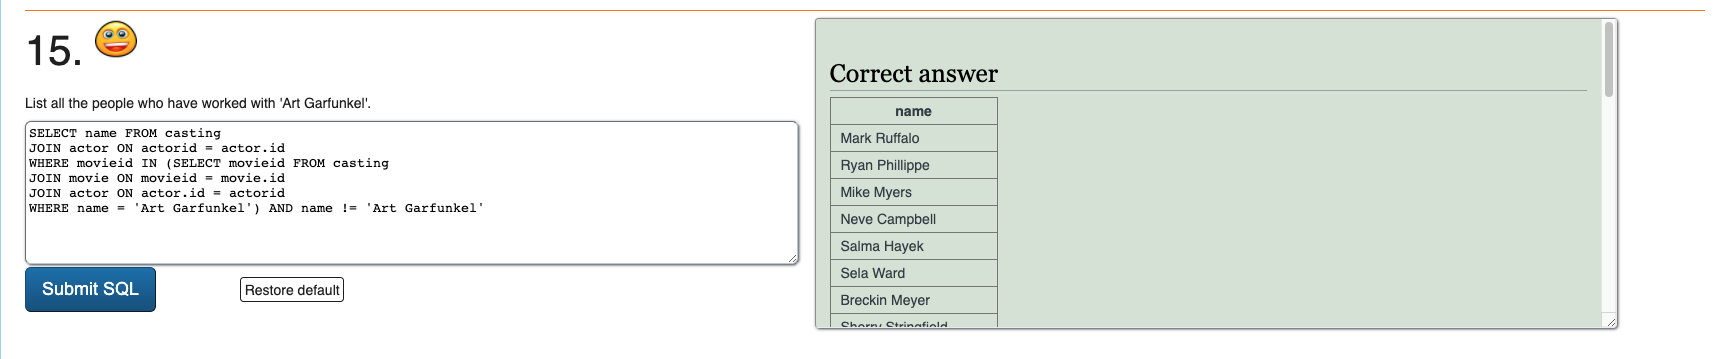 15.
List all the people who have worked with 'Art Garfunkel'.
SELECT name FROM casting
JOIN actor ON actorid = actor.id
WHERE movieid IN (SELECT movieid FROM casting
JOIN movie ON movieid = movie.id
JOIN actor ON actor.id = actorid
WHERE name = 'Art Garfunkel') AND name != 'Art Garfunkel'
Submit SQL
Restore default
Correct answer
name
Mark Ruffalo
Ryan Phillippe
Mike Myers
Neve Campbell
Salma Hayek
Sela Ward
Breckin Meyer
Sherry Stringfield